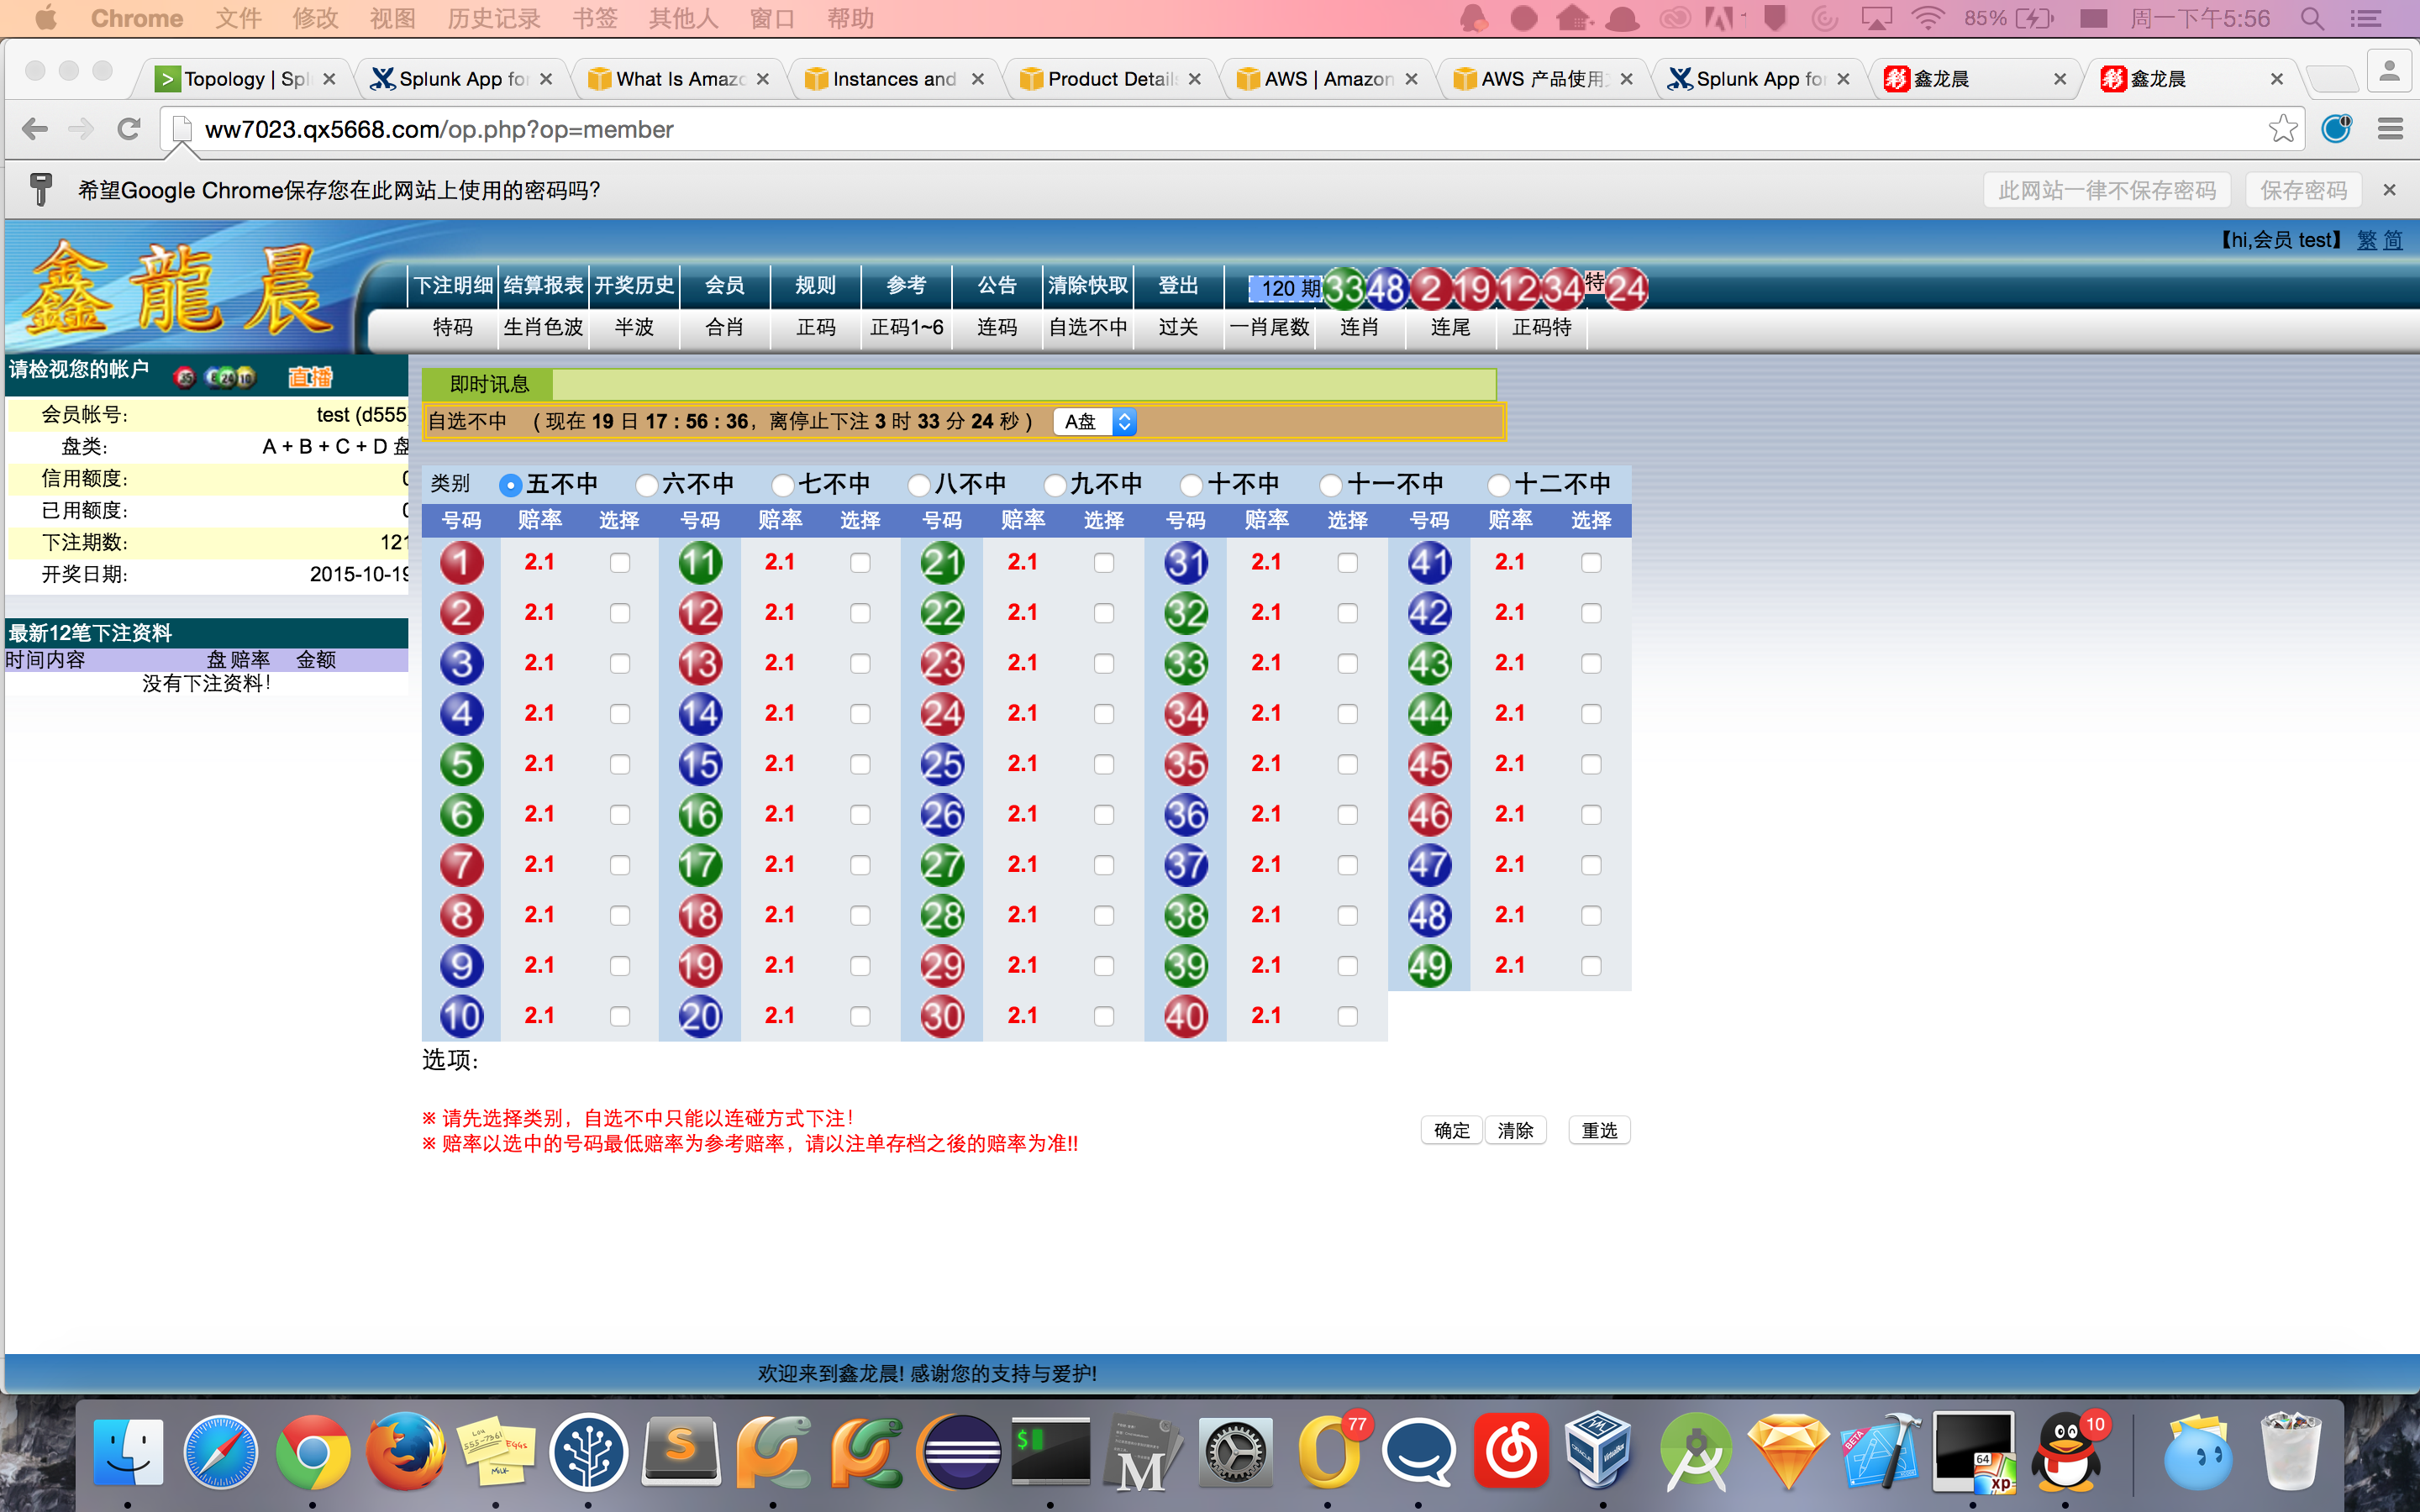 Chrome 文件 修改 视图 历史记录 书签 其他人 窗口 帮助 85% 周一下午5:56
Topology | Spl Splunk App for What Is Amazo Instances and Product Details AWS | Amazon AWS 产品使用 Splunk App for 鑫龙晨 鑫龙晨
ww7023.qx5668.com/op.php?op=member
希望Google Chrome保存您在此网站上使用的密码吗? 此网站一律不保存密码 保存密码
鑫龍晨
【hi,会员 test】 繁 简
下注明细 结算报表 开奖历史 会员 规则 参考 公告 清除快取 登出 120 期 33 48 2 19 12 34 特 24
特码 生肖色波 半波 合肖 正码 正码1~6 连码 自选不中 过关 一肖尾数 连肖 连尾 正码特
请检视您的帐户 直播
会员帐号: test (d555
盘类: A + B + C + D 盘
信用额度: 0
已用额度: 0
下注期数: 121
开奖日期: 2015-10-19
最新12笔下注资料
时间内容 盘 赔率 金额
没有下注资料!
即时讯息
自选不中 ( 现在 19 日 17 : 56 : 36, 离停止下注 3 时 33 分 24 秒 ) A盘
类别 五不中 六不中 七不中 八不中 九不中 十不中 十一不中 十二不中
号码 赔率 选择 号码 赔率 选择 号码 赔率 选择 号码 赔率 选择 号码 赔率 选择
1 2.1 11 2.1 21 2.1 31 2.1 41 2.1
2 2.1 12 2.1 22 2.1 32 2.1 42 2.1
3 2.1 13 2.1 23 2.1 33 2.1 43 2.1
4 2.1 14 2.1 24 2.1 34 2.1 44 2.1
5 2.1 15 2.1 25 2.1 35 2.1 45 2.1
6 2.1 16 2.1 26 2.1 36 2.1 46 2.1
7 2.1 17 2.1 27 2.1 37 2.1 47 2.1
8 2.1 18 2.1 28 2.1 38 2.1 48 2.1
9 2.1 19 2.1 29 2.1 39 2.1 49 2.1
10 2.1 20 2.1 30 2.1 40 2.1
选项:
※ 请先选择类别，自选不中只能以连碰方式下注!
※ 赔率以选中的号码最低赔率为参考赔率，请以注单存档之後的赔率为准!!
确定 清除 重选
欢迎来到鑫龙晨! 感谢您的支持与爱护!
77 10